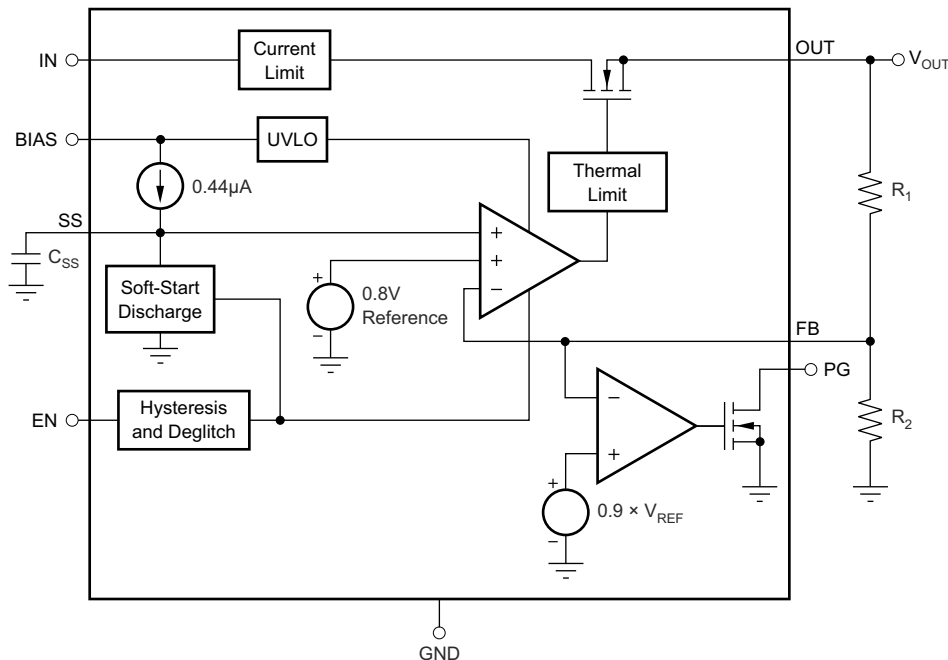 IN
Current
Limit
OUT
V_OUT
BIAS
UVLO
0.44µA
Thermal
Limit
R_1
SS
C_SS
+
+
−
Soft-Start
Discharge
+
−
0.8V
Reference
FB
PG
EN
Hysteresis
and Deglitch
−
+
R_2
+
−
0.9 × V_REF
GND